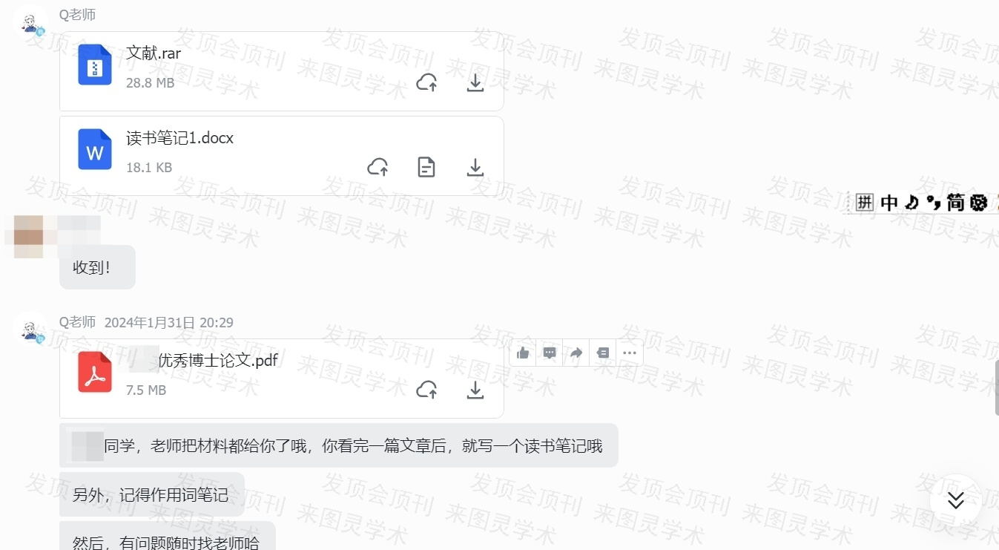 Q老师
文献.rar
28.8 MB
读书笔记1.docx
W
18.1 KB
拼 中 简
收到！
Q老师 2024年1月31日 20:29
优秀博士论文.pdf
7.5 MB
同学，老师把材料都给你了哦，你看完一篇文章后，就写一个读书笔记哦
另外，记得作用词笔记
然后，有问题随时找老师哈
发顶会顶刊
来图灵学术